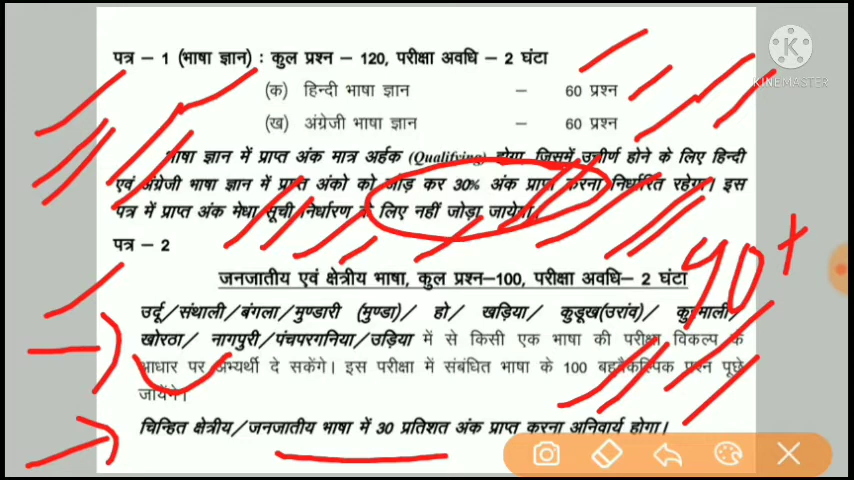 पत्र – 1 (भाषा ज्ञान) : कुल प्रश्न – 120, परीक्षा अवधि – 2 घंटा
(क) हिन्दी भाषा ज्ञान – 60 प्रश्न
(ख) अंग्रेजी भाषा ज्ञान – 60 प्रश्न
भाषा ज्ञान में प्राप्त अंक मात्र अर्हक (Qualifying) होगा, जिसमें उत्तीर्ण होने के लिए हिन्दी
एवं अंग्रेजी भाषा ज्ञान में प्राप्त अंको को जोड़ कर 30% अंक प्राप्त करना निर्धारित रहेगा। इस
पत्र में प्राप्त अंक मेधा सूची निर्धारण के लिए नहीं जोड़ा जायेगा।
पत्र – 2
जनजातीय एवं क्षेत्रीय भाषा, कुल प्रश्न–100, परीक्षा अवधि– 2 घंटा
उर्दू/संथाली/बंगला/मुण्डारी (मुण्डा)/ हो/ खड़िया/ कुडूख(उरांव)/ कुरमाली/
खोरठा/ नागपुरी/पंचपरगनिया/उड़िया में से किसी एक भाषा की परीक्षा विकल्प के
आधार पर अभ्यर्थी दे सकेंगे। इस परीक्षा में संबंधित भाषा के 100 बहुवैकल्पिक प्रश्न पूछे
जायेंगे।
चिन्हित क्षेत्रीय/जनजातीय भाषा में 30 प्रतिशत अंक प्राप्त करना अनिवार्य होगा।
90+
KINEMASTER